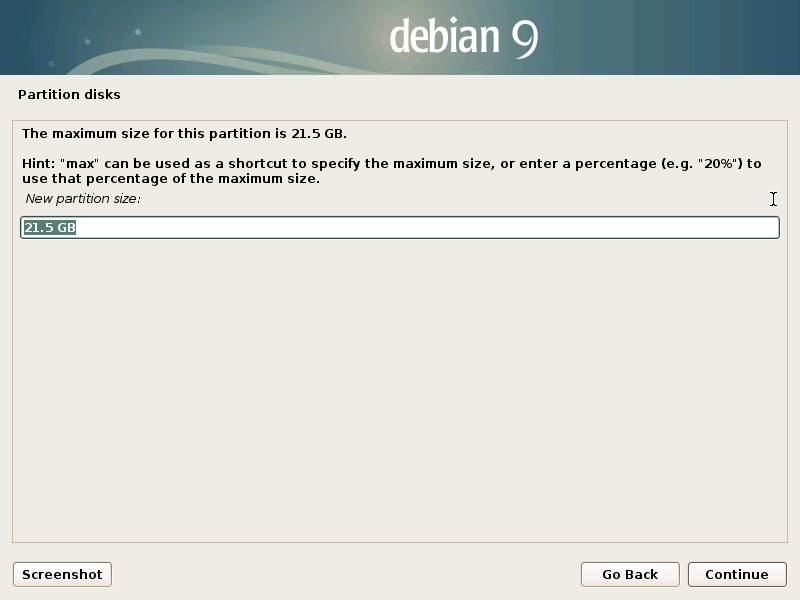 debian 9
Partition disks
The maximum size for this partition is 21.5 GB.
Hint: "max" can be used as a shortcut to specify the maximum size, or enter a percentage (e.g. "20%") to
use that percentage of the maximum size.
New partition size:
21.5 GB
Screenshot
Go Back
Continue